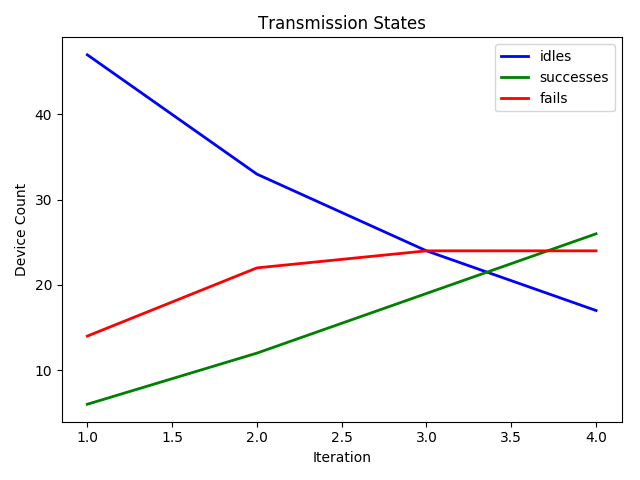 Transmission States
idles
successes
fails
Device Count
40
30
20
10
1.0 1.5 2.0 2.5 3.0 3.5 4.0
Iteration